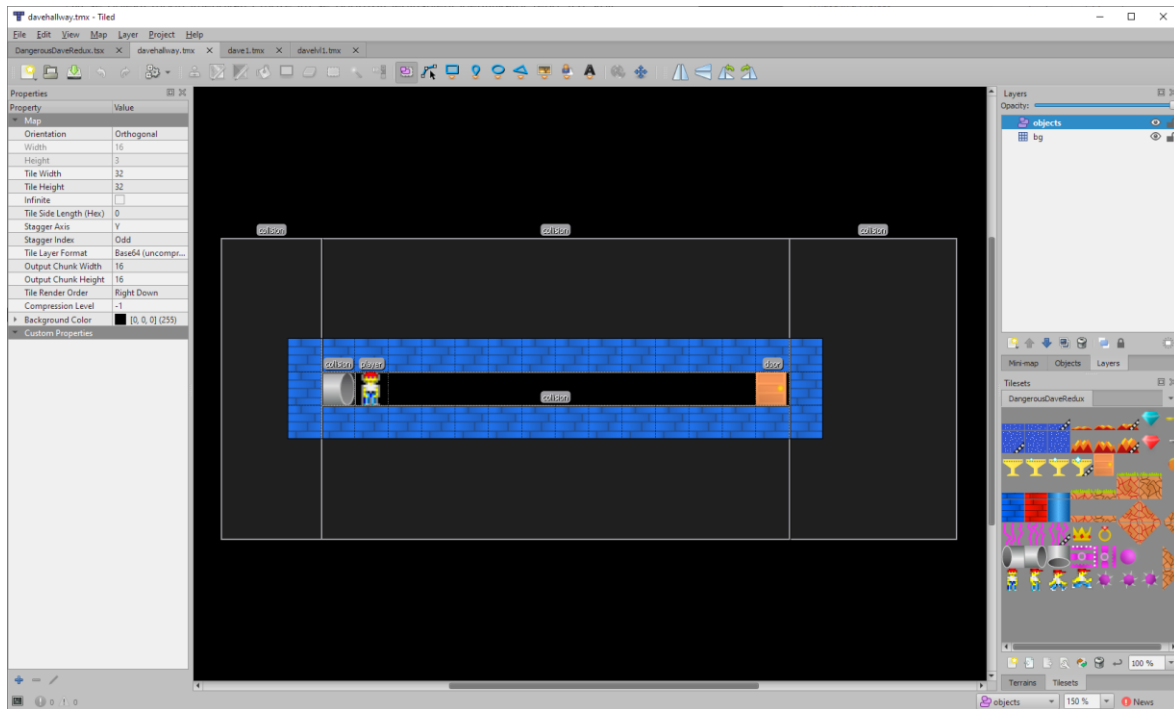 davehallway.tmx - Tiled
File Edit View Map Layer Project Help
DangerousDaveRedux.tsx davehallway.tmx dave1.tmx davelvl1.tmx
Properties
Property Value
Map
Orientation Orthogonal
Width 16
Height 3
Tile Width 32
Tile Height 32
Infinite
Tile Side Length (Hex) 0
Stagger Axis Y
Stagger Index Odd
Tile Layer Format Base64 (uncompr...
Output Chunk Width 16
Output Chunk Height 16
Tile Render Order Right Down
Compression Level -1
Background Color [0, 0, 0] (255)
Custom Properties
collision collision collision
collision player door
collision
Layers
Opacity:
objects
bg
Mini-map Objects Layers
Tilesets
DangerousDaveRedux
100 %
Terrains Tilesets
0 1 0
objects 150 % News